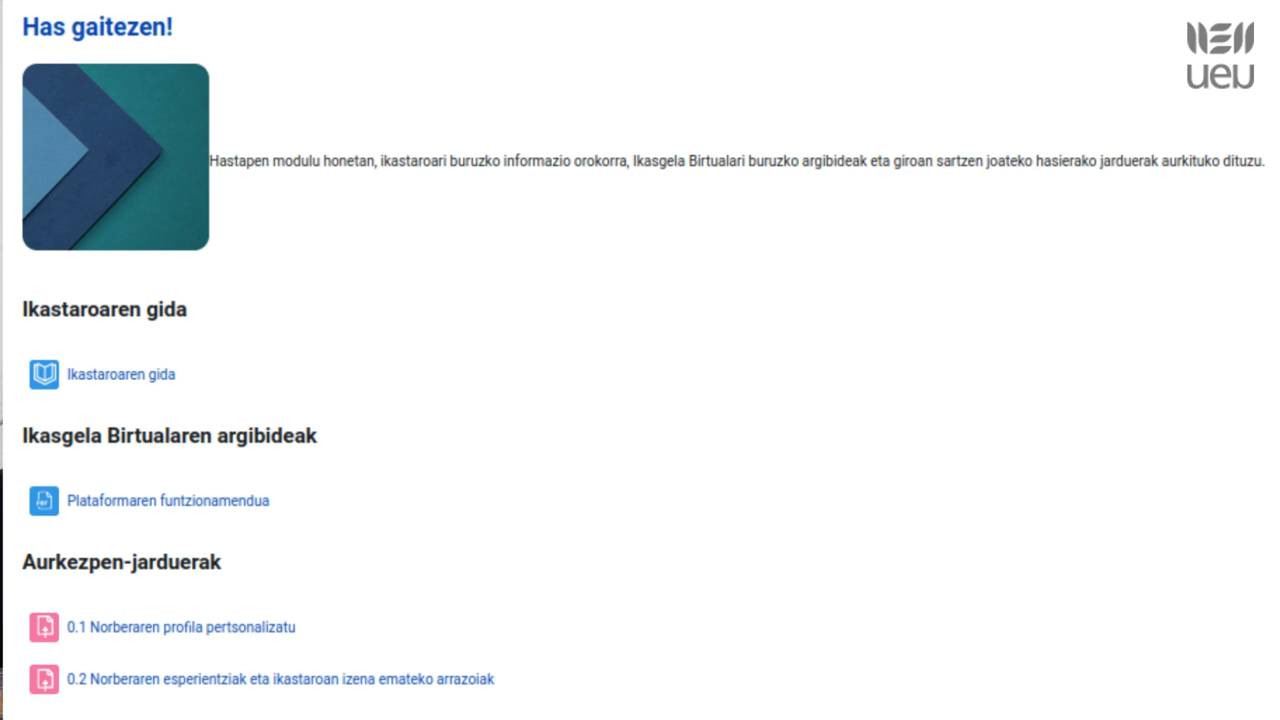 Has gaitezen!
ueu
Hastapen modulu honetan, ikastaroari buruzko informazio orokorra, Ikasgela Birtualari buruzko argibideak eta giroan sartzen joateko hasierako jarduerak aurkituko dituzu.
Ikastaroaren gida
Ikastaroaren gida
Ikasgela Birtualaren argibideak
Plataformaren funtzionamendua
Aurkezpen-jarduerak
0.1 Norberaren profila pertsonalizatu
0.2 Norberaren esperientziak eta ikastaroan izena emateko arrazoiak